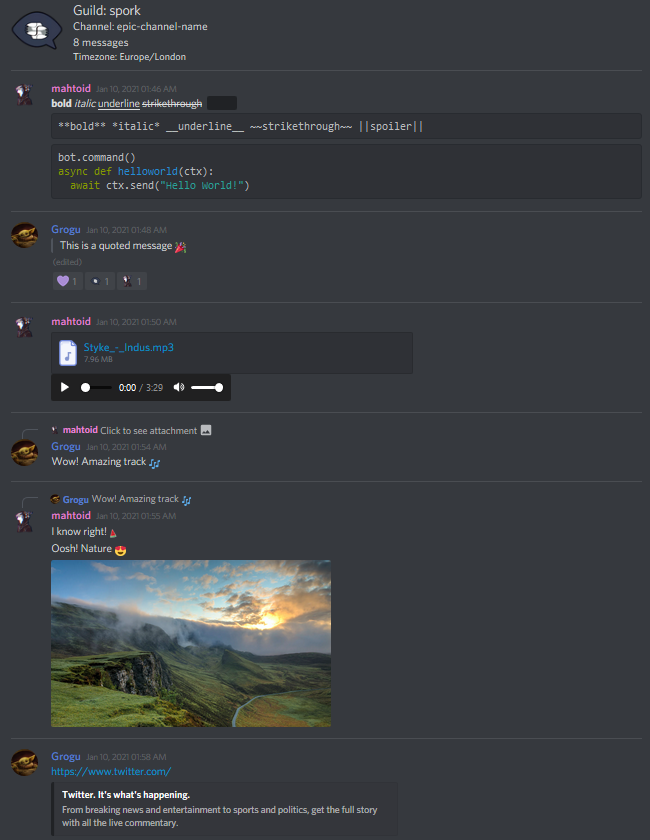 Guild: spork
Channel: epic-channel-name
8 messages
Timezone: Europe/London
mahtoid Jan 10, 2021 01:46 AM
bold italic underline strikethrough
**bold** *italic* __underline__ ~~strikethrough~~ ||spoiler||
bot.command()
async def helloworld(ctx):
  await ctx.send("Hello World!")
Grogu Jan 10, 2021 01:48 AM
This is a quoted message
(edited)
1 1 1
mahtoid Jan 10, 2021 01:50 AM
Styke_-_Indus.mp3
7.96 MB
0:00 / 3:29
mahtoid Click to see attachment
Grogu Jan 10, 2021 01:54 AM
Wow! Amazing track
Grogu Wow! Amazing track
mahtoid Jan 10, 2021 01:55 AM
I know right!
Oosh! Nature
Grogu Jan 10, 2021 01:58 AM
https://www.twitter.com/
Twitter. It's what's happening.
From breaking news and entertainment to sports and politics, get the full story
with all the live commentary.